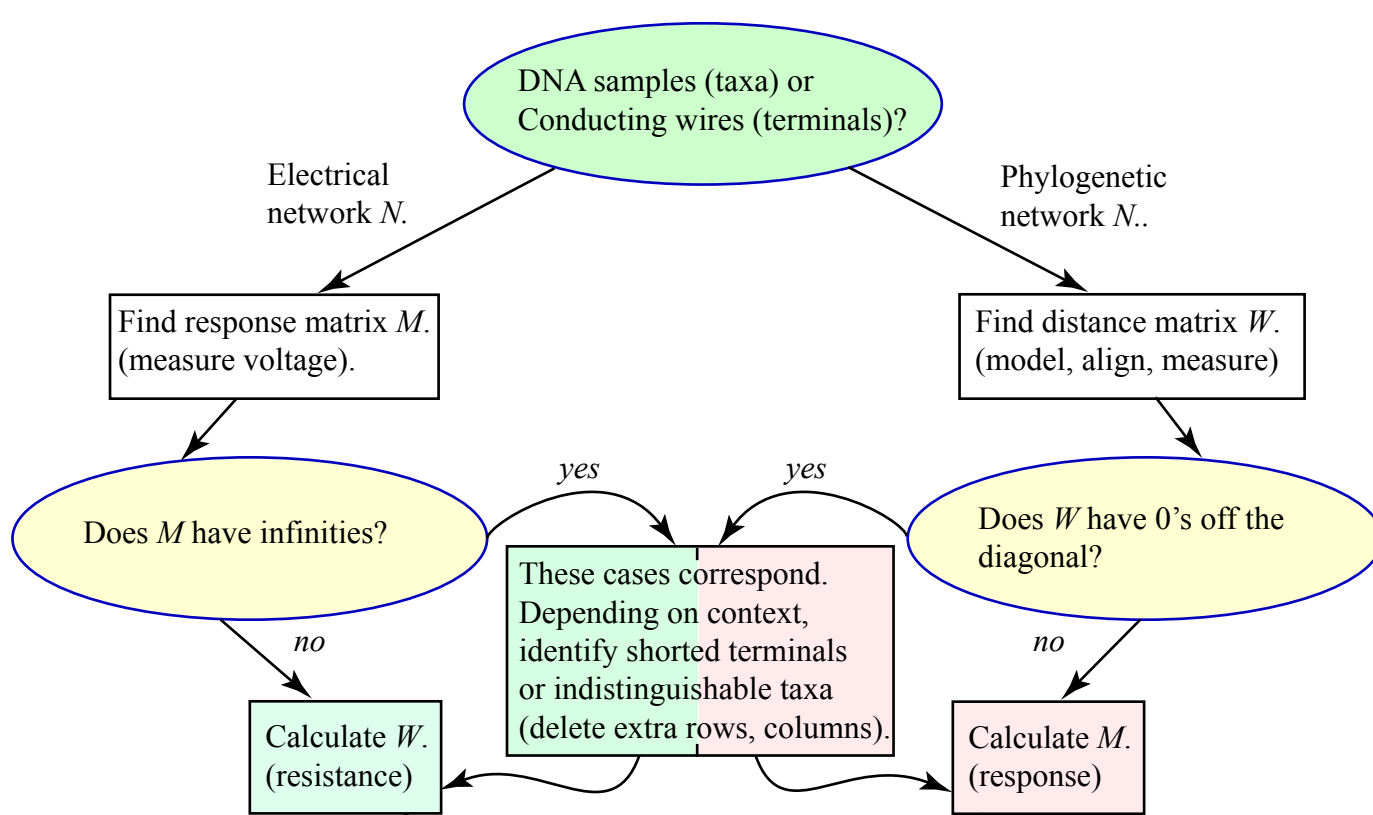 DNA samples (taxa) or
Conducting wires (terminals)?
Electrical
network N.
Phylogenetic
network N..
Find response matrix M.
(measure voltage).
Find distance matrix W.
(model, align, measure)
yes
yes
Does M have infinities?
Does W have 0’s off the
diagonal?
These cases correspond.
Depending on context,
identify shorted terminals
or indistinguishable taxa
(delete extra rows, columns).
no
no
Calculate W.
(resistance)
Calculate M.
(response)